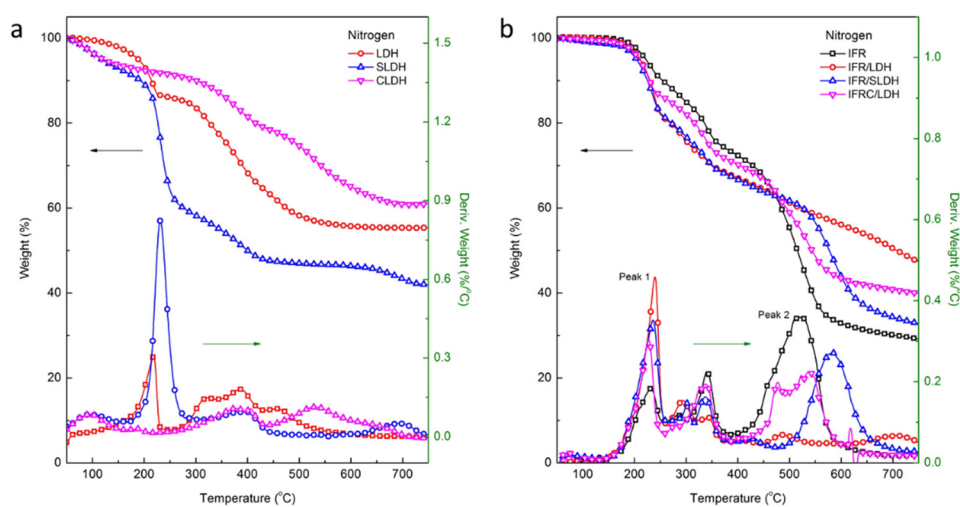 a
Nitrogen
LDH
SLDH
CLDH
Weight (%)
100
80
60
40
20
0
1.5
1.2
0.9
0.6
0.3
0.0
Deriv. Weight (%/°C)
100 200 300 400 500 600 700
Temperature (°C)
b
Nitrogen
IFR
IFR/LDH
IFR/SLDH
IFRC/LDH
Peak 1
Peak 2
Weight (%)
100
80
60
40
20
0
1.0
0.8
0.6
0.4
0.2
0.0
Deriv. Weight (%/°C)
100 200 300 400 500 600 700
Temperature (°C)